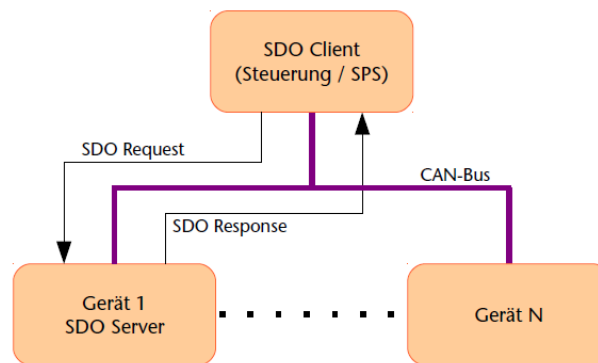 SDO Client
(Steuerung / SPS)
SDO Request
CAN-Bus
SDO Response
Gerät 1
SDO Server
Gerät N